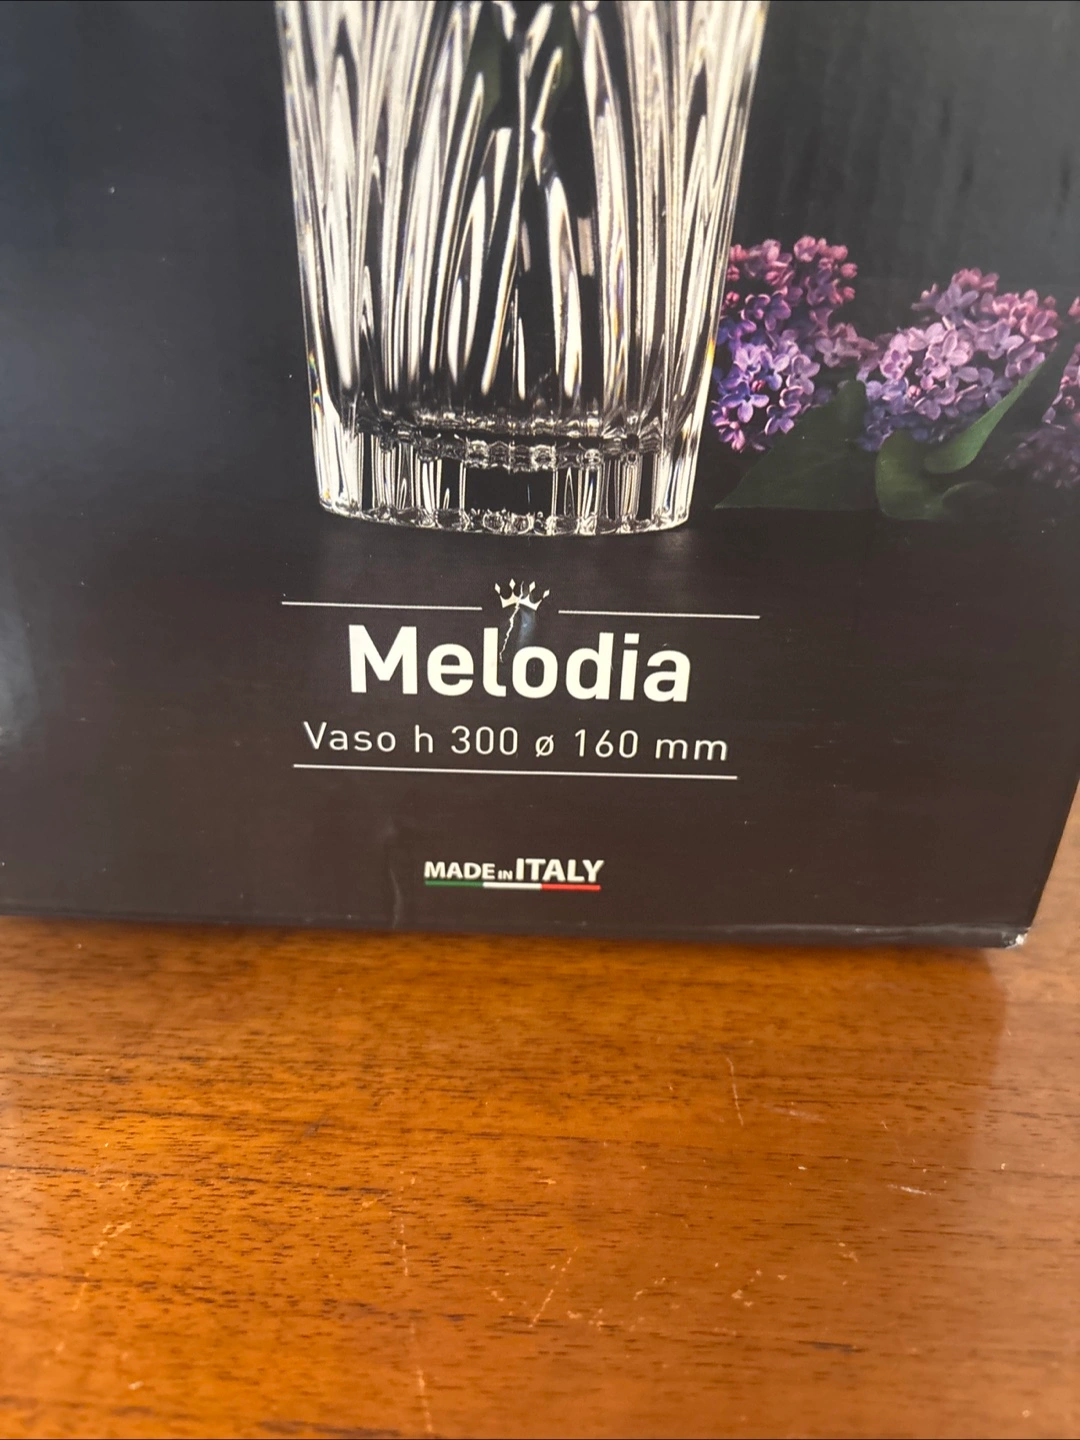 Melodia
Vaso h 300 ø 160 mm
MADE IN ITALY